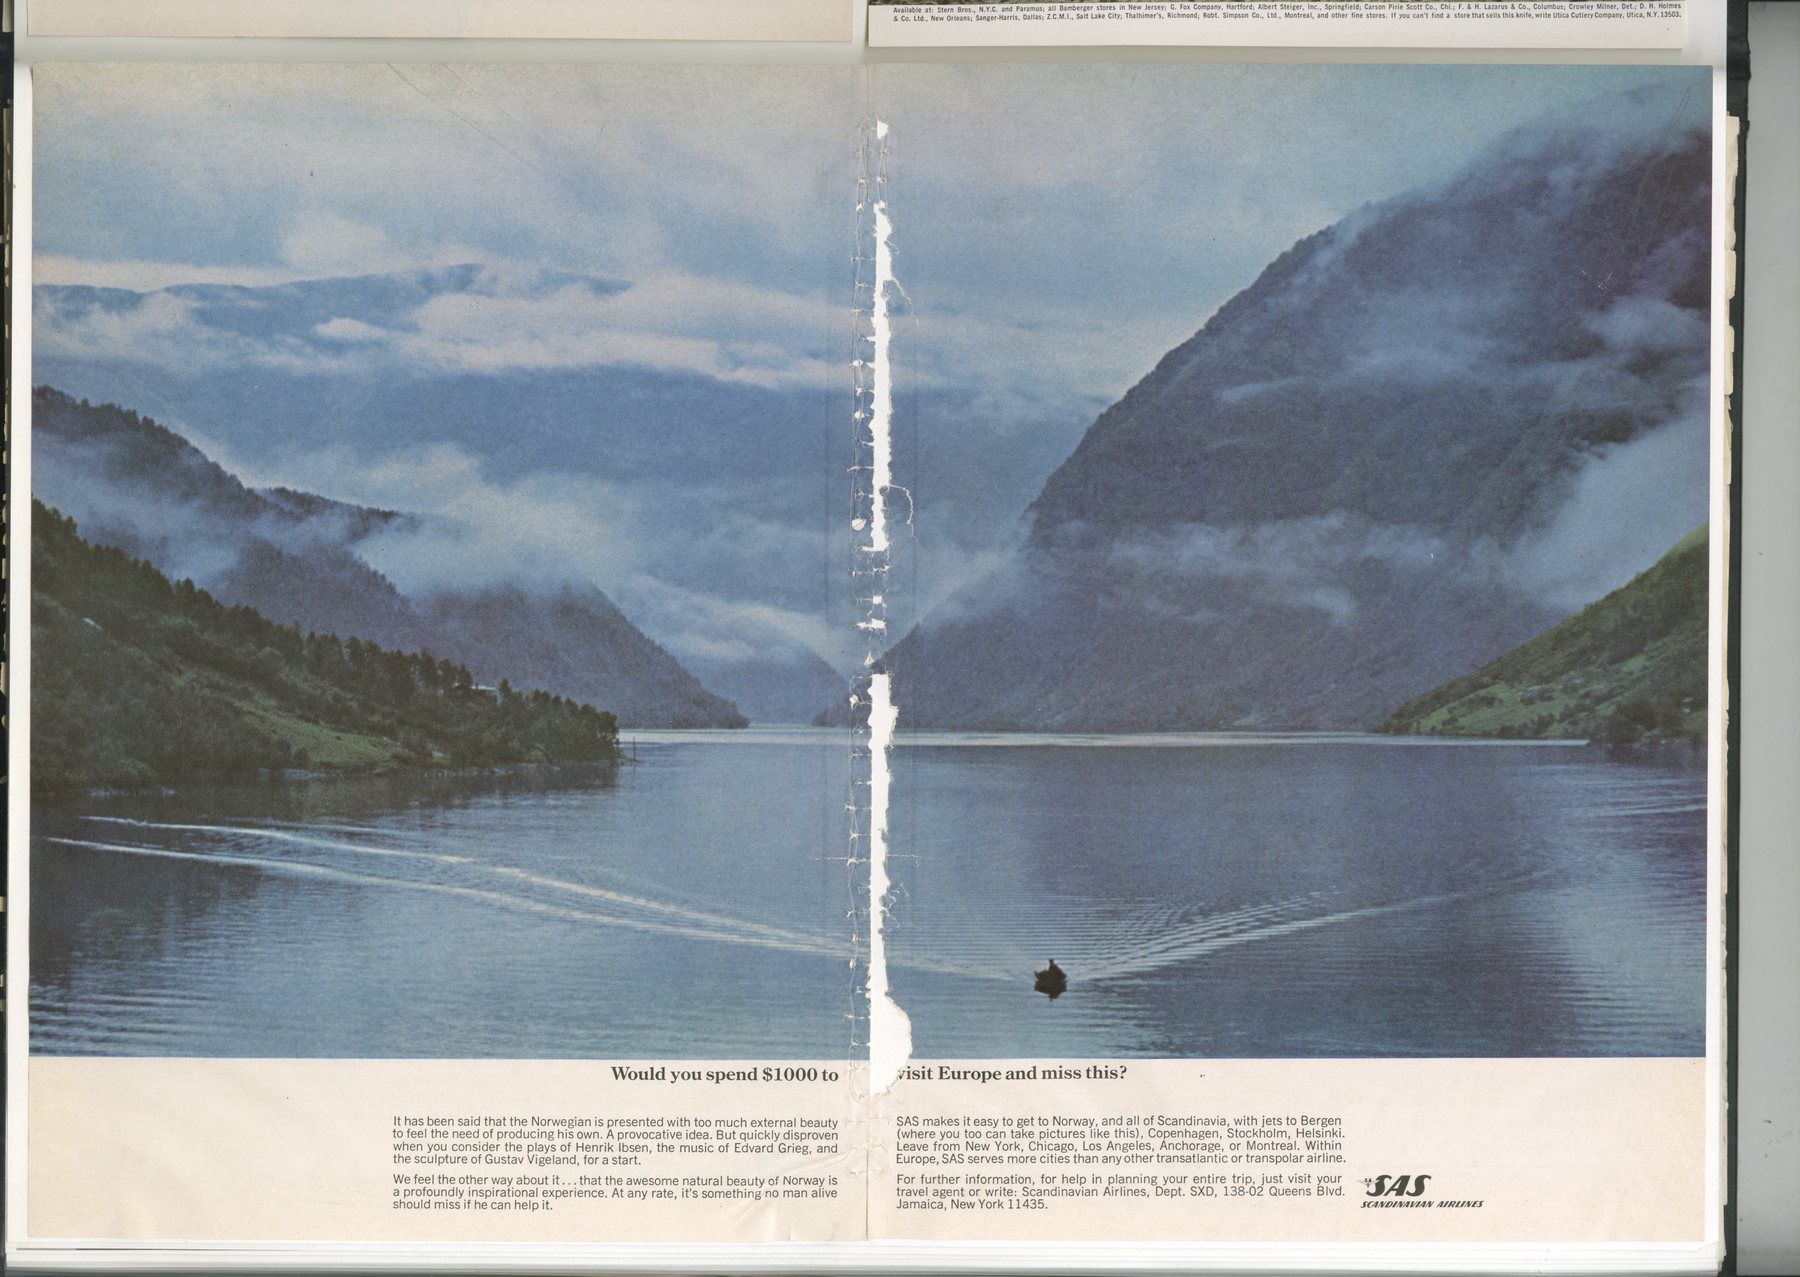 Available at: Stern Bros., N.Y.C. and Paramus; all Bamberger stores in New Jersey; G. Fox Company, Hartford; Albert Steiger, Inc., Springfield; Carson Pirie Scott Co., Chi.; F. & H. Lazarus & Co., Columbus; Crowley Milner, Det.; D. H. Holmes
& Co. Ltd., New Orleans; Sanger-Harris, Dallas; Z.C.M.I., Salt Lake City; Thalhimer's, Richmond; Robt. Simpson Co., Ltd., Montreal, and other fine stores. If you can't find a store that sells this knife, write Utica Cutlery Company, Utica, N.Y. 13503.
Would you spend $1000 to visit Europe and miss this?
It has been said that the Norwegian is presented with too much external beauty
to feel the need of producing his own. A provocative idea. But quickly disproven
when you consider the plays of Henrik Ibsen, the music of Edvard Grieg, and
the sculpture of Gustav Vigeland, for a start.
We feel the other way about it...that the awesome natural beauty of Norway is
a profoundly inspirational experience. At any rate, it's something no man alive
should miss if he can help it.
SAS makes it easy to get to Norway, and all of Scandinavia, with jets to Bergen
(where you too can take pictures like this), Copenhagen, Stockholm, Helsinki.
Leave from New York, Chicago, Los Angeles, Anchorage, or Montreal. Within
Europe, SAS serves more cities than any other transatlantic or transpolar airline.
For further information, for help in planning your entire trip, just visit your
travel agent or write: Scandinavian Airlines, Dept. SXD, 138-02 Queens Blvd.
Jamaica, New York 11435.
SAS
SCANDINAVIAN AIRLINES